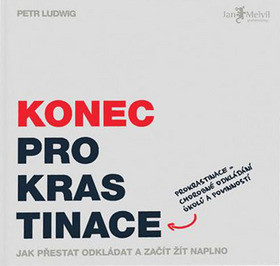 PETR LUDWIG
Jan Melvil
KONEC
PRO
KRAS
TINACE
PROKRASTINACE =
CHOROBNÉ ODKLÁDÁNÍ
ÚKOLŮ A POVINNOSTÍ
JAK PŘESTAT ODKLÁDAT A ZAČÍT ŽÍT NAPLNO